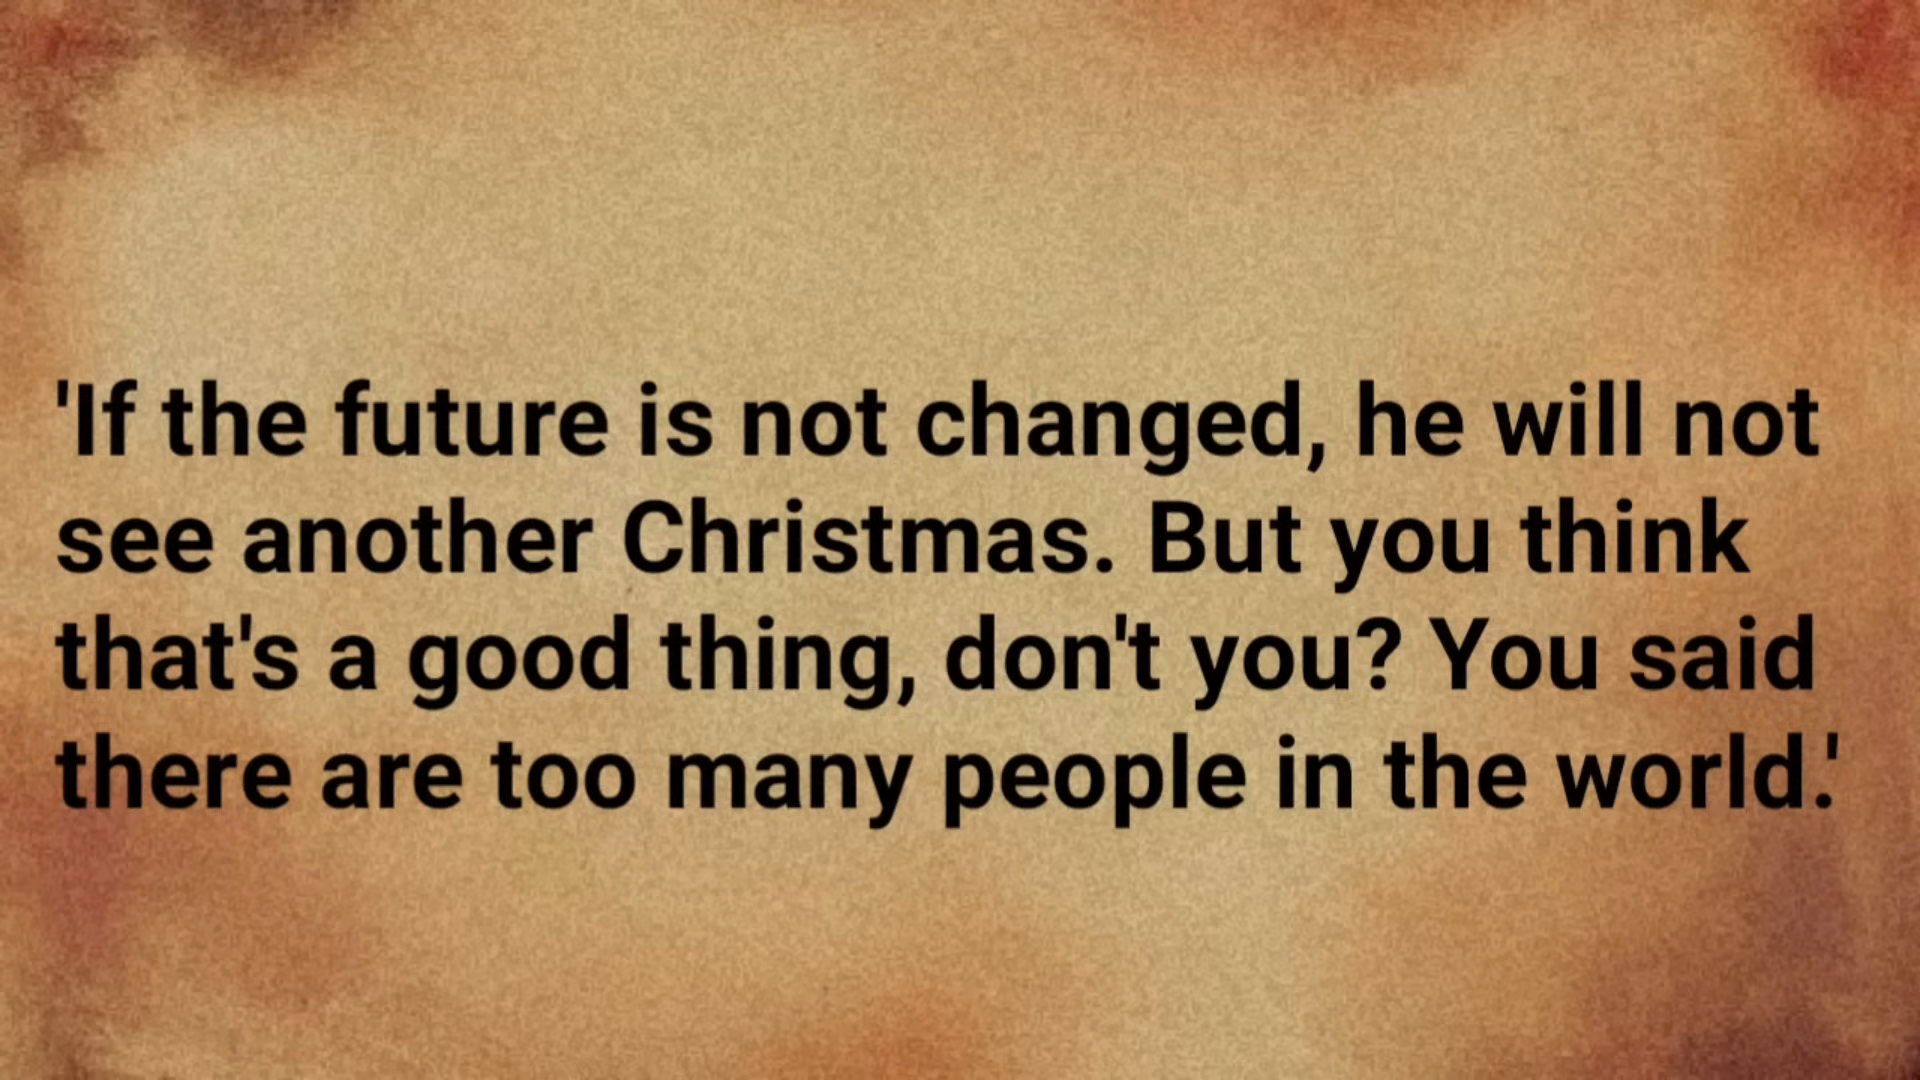 'If the future is not changed, he will not
see another Christmas. But you think
that's a good thing, don't you? You said
there are too many people in the world.'